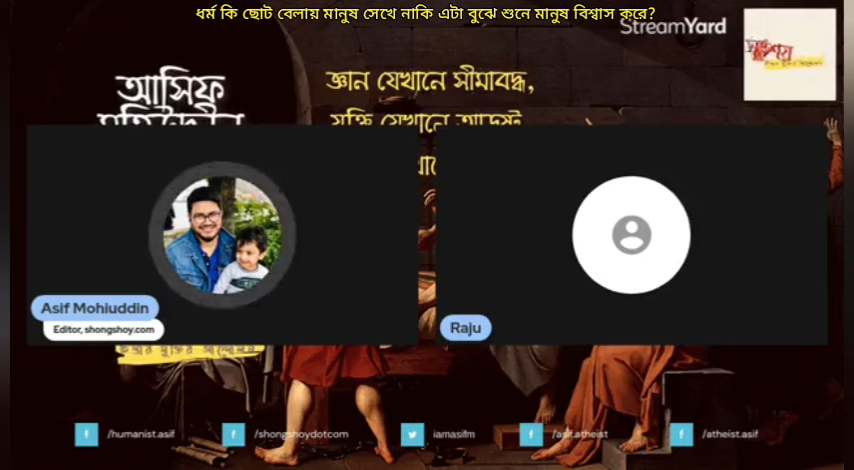 ধর্ম কি ছোট বেলায় মানুষ সেখে নাকি এটা বুঝে শুনে মানুষ বিশ্বাস করে?
StreamYard
আসিফ
জ্ঞান যেখানে সীমাবদ্ধ,
যুক্তি যেখানে আড়ষ্ট
Asif Mohiuddin
Editor, shongshoy.com
Raju
/humanist.asif
/shongshoydotcom
iamasifm
/asif.atheist
/atheist.asif